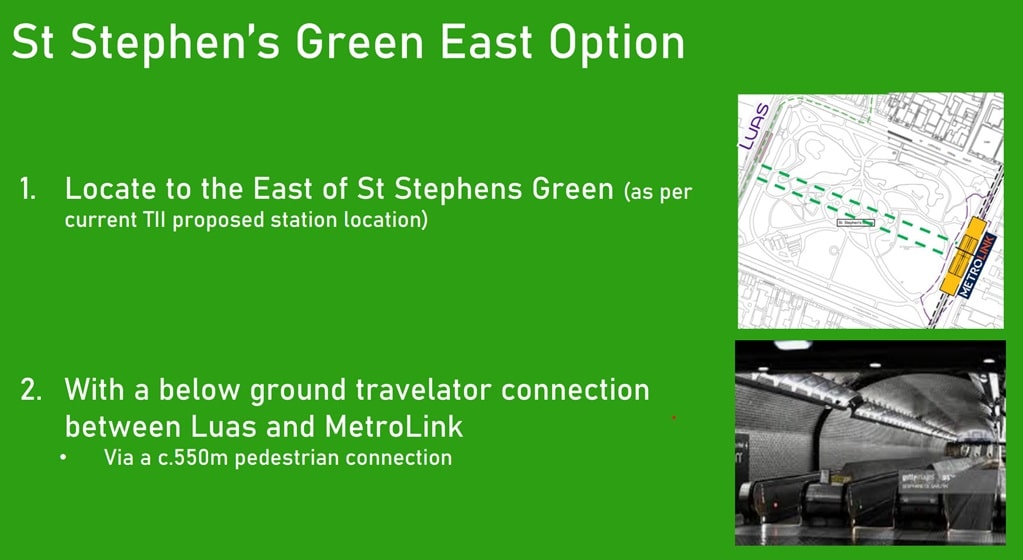 St Stephen's Green East Option
1. Locate to the East of St Stephens Green (as per
current TII proposed station location)
2. With a below ground travelator connection
between Luas and MetroLink
• Via a c.550m pedestrian connection
LUAS
METROLINK
gettyimages